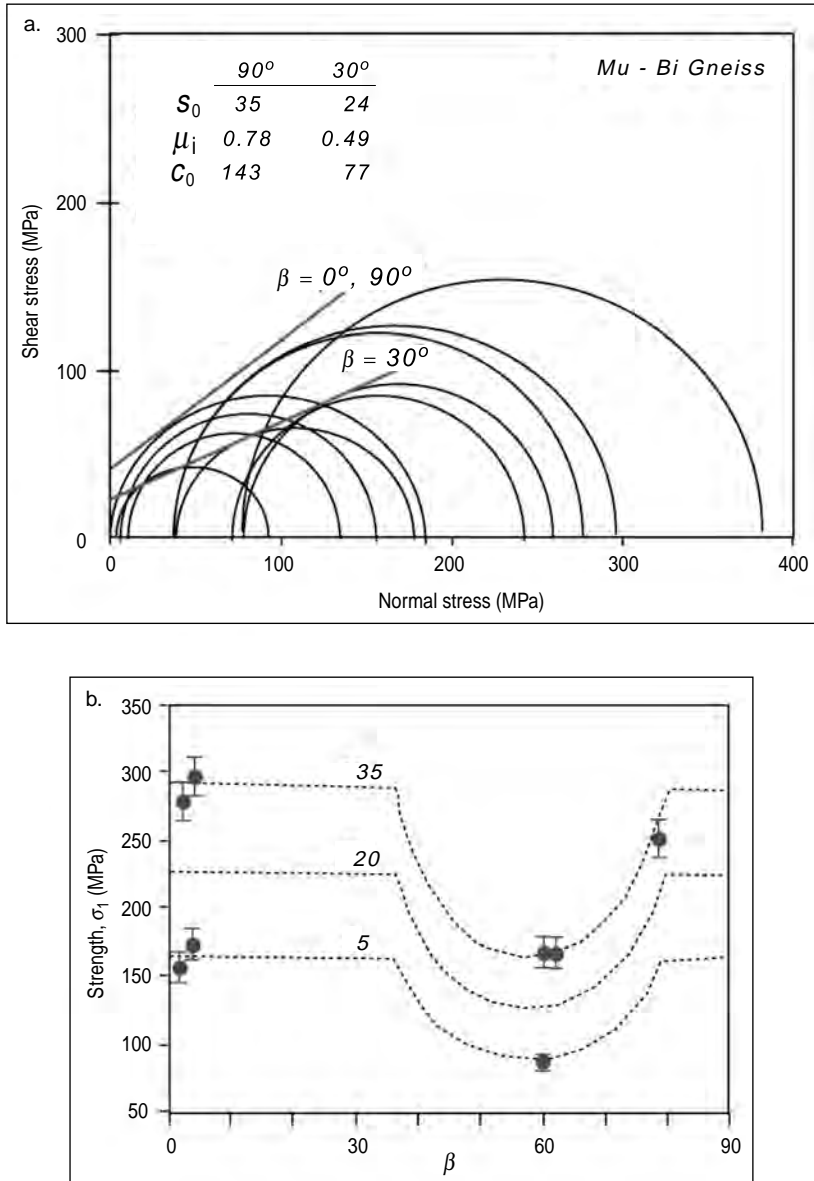 a.
300
200
100
0
Shear stress (MPa)
90° 30°
S₀ 35 24
μᵢ 0.78 0.49
C₀ 143 77
Mu - Bi Gneiss
β = 0°, 90°
β = 30°
0 100 200 300 400
Normal stress (MPa)
b.
350
300
250
200
150
100
50
Strength, σ₁ (MPa)
35
20
5
0 30 60 90
β